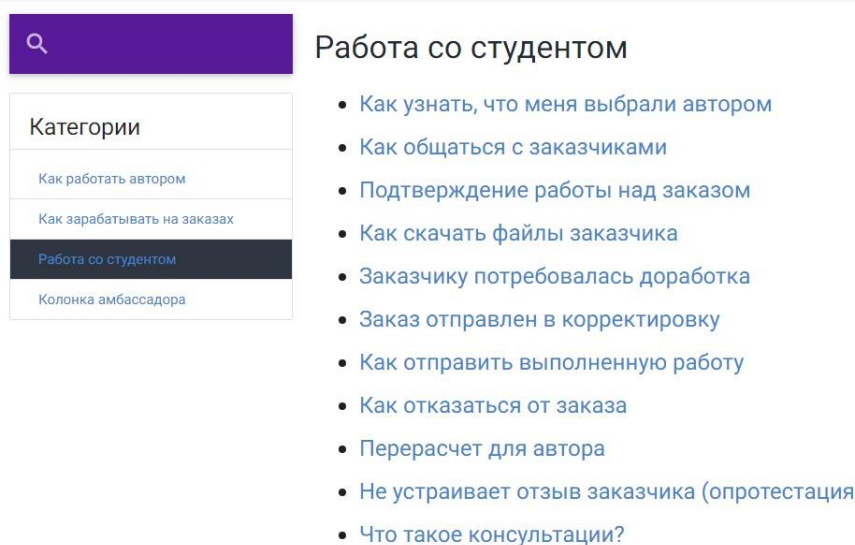 Работа со студентом
Категории
Как работать автором
Как зарабатывать на заказах
Работа со студентом
Колонка амбассадора
Как узнать, что меня выбрали автором
Как общаться с заказчиками
Подтверждение работы над заказом
Как скачать файлы заказчика
Заказчику потребовалась доработка
Заказ отправлен в корректировку
Как отправить выполненную работу
Как отказаться от заказа
Перерасчет для автора
Не устраивает отзыв заказчика (опротестация
Что такое консультации?